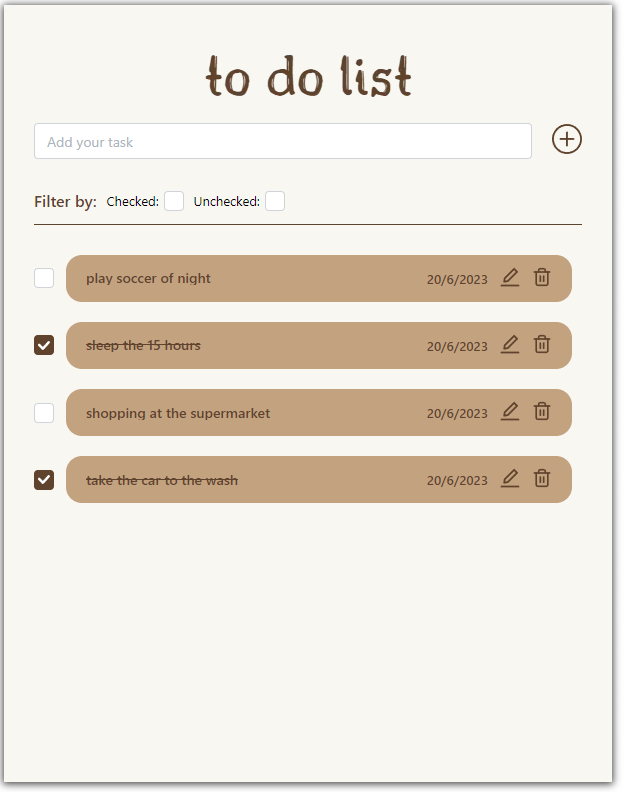 to do list
Add your task
Filter by: Checked: Unchecked:
play soccer of night 20/6/2023
sleep the 15 hours 20/6/2023
shopping at the supermarket 20/6/2023
take the car to the wash 20/6/2023